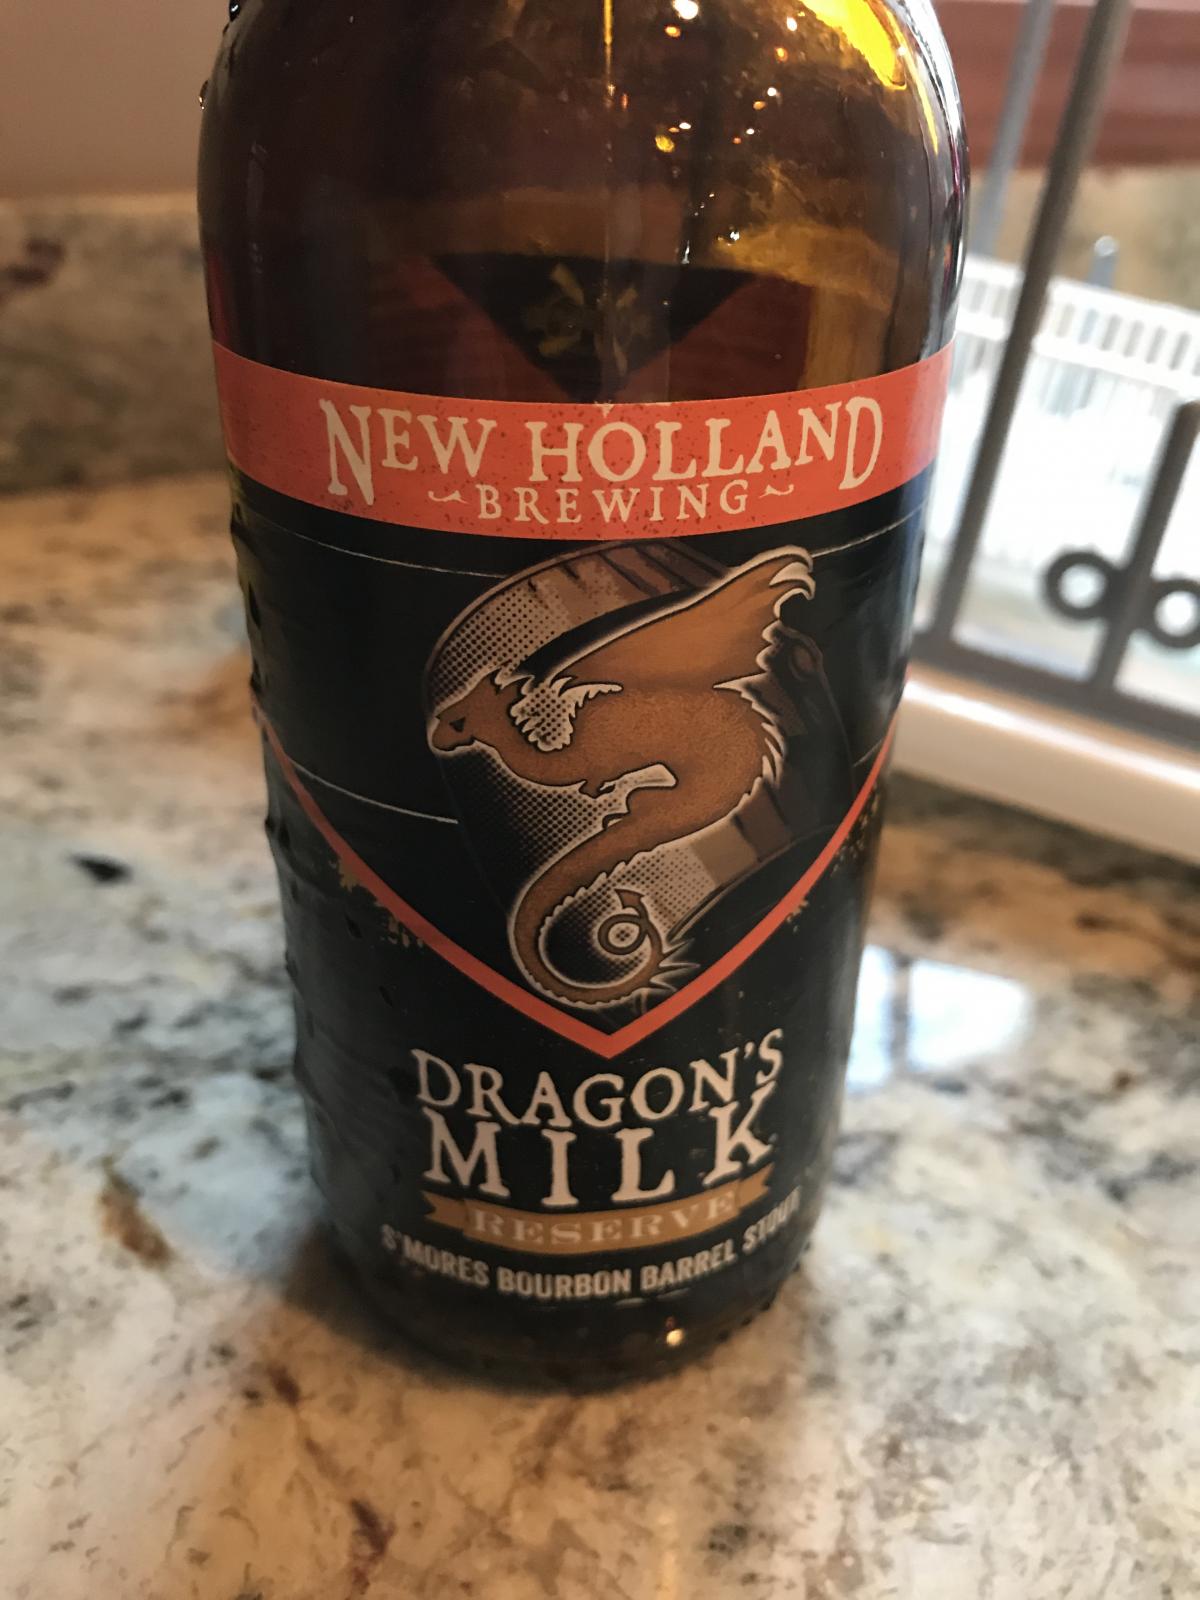 NEW HOLLAND
BREWING
DRAGON'S
MILK
RESERVE
S'MORES BOURBON BARREL STOUT